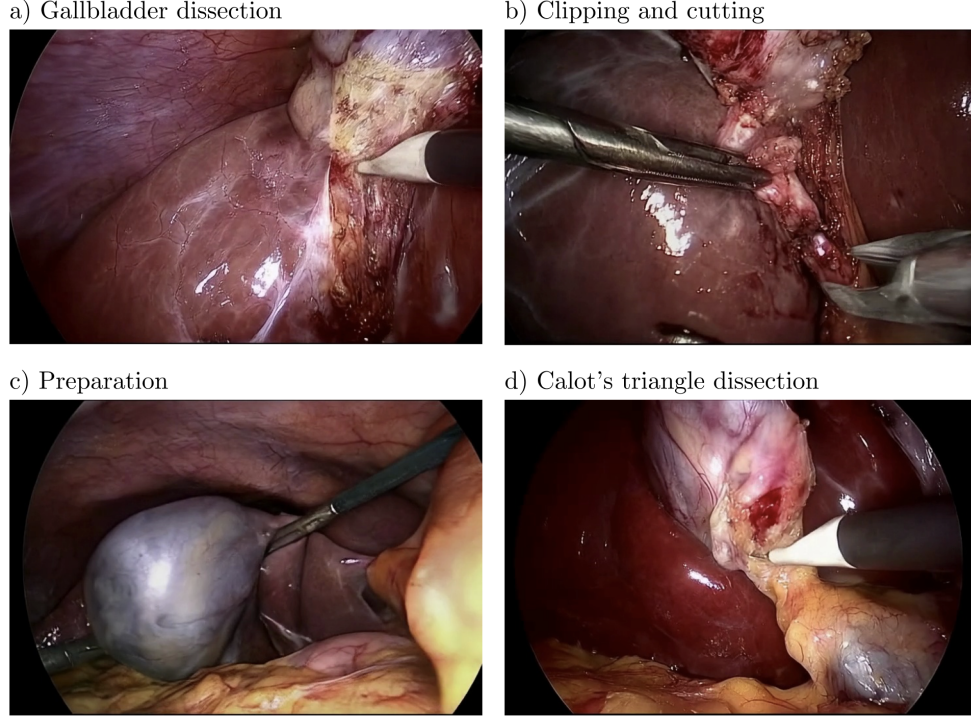 a) Gallbladder dissection
b) Clipping and cutting
c) Preparation
d) Calot's triangle dissection